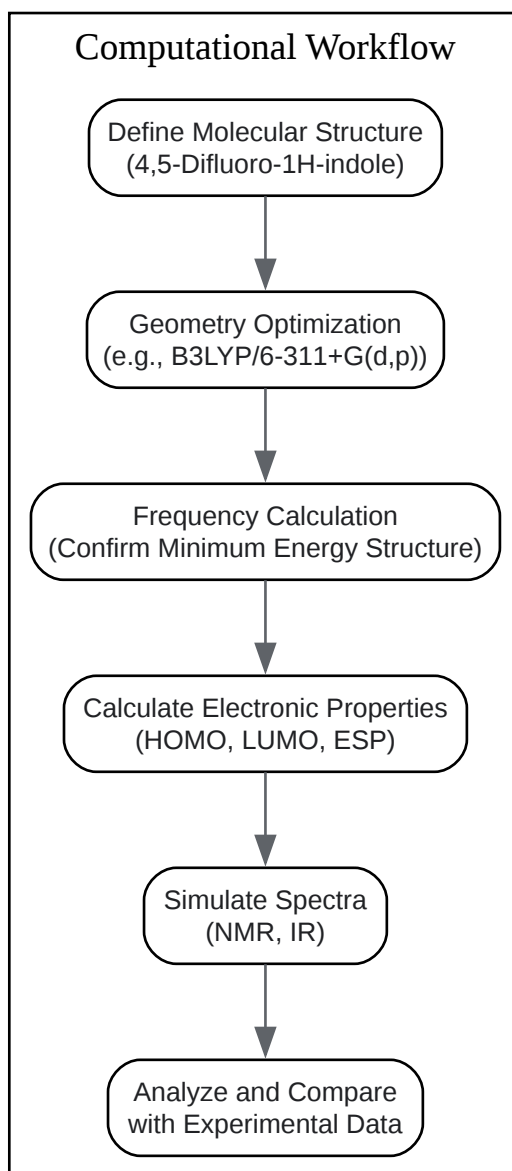 Computational Workflow
Define Molecular Structure
(4,5-Difluoro-1H-indole)
Geometry Optimization
(e.g., B3LYP/6-311+G(d,p))
Frequency Calculation
(Confirm Minimum Energy Structure)
Calculate Electronic Properties
(HOMO, LUMO, ESP)
Simulate Spectra
(NMR, IR)
Analyze and Compare
with Experimental Data